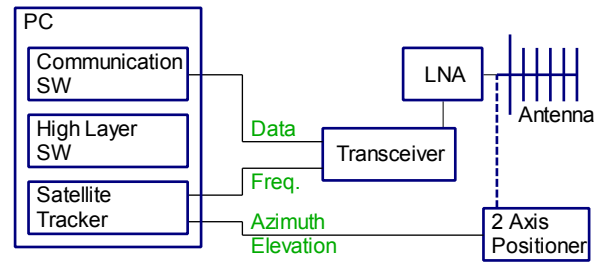 PC
Communication
SW
High Layer
SW
Satellite
Tracker
Data
Freq.
Azimuth
Elevation
Transceiver
LNA
Antenna
2 Axis
Positioner